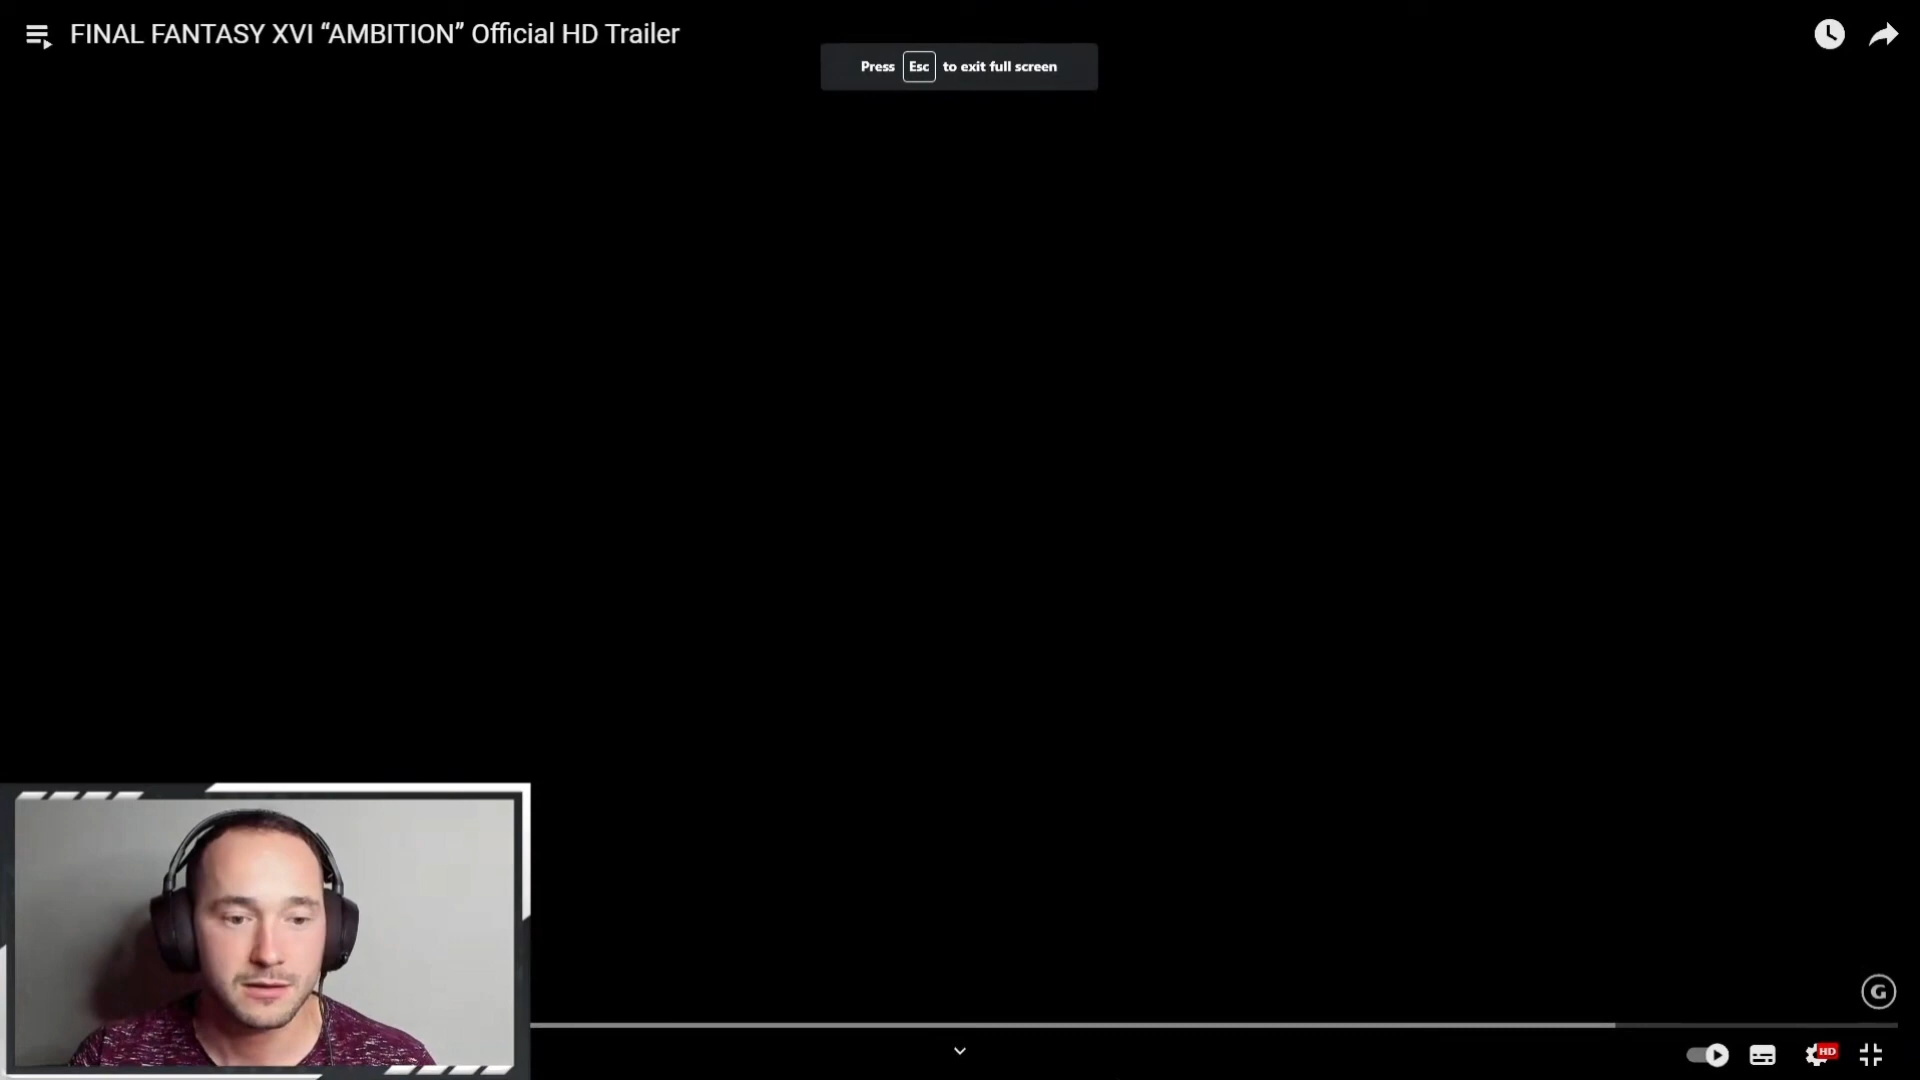 FINAL FANTASY XVI “AMBITION” Official HD Trailer
Press Esc to exit full screen
G
HD